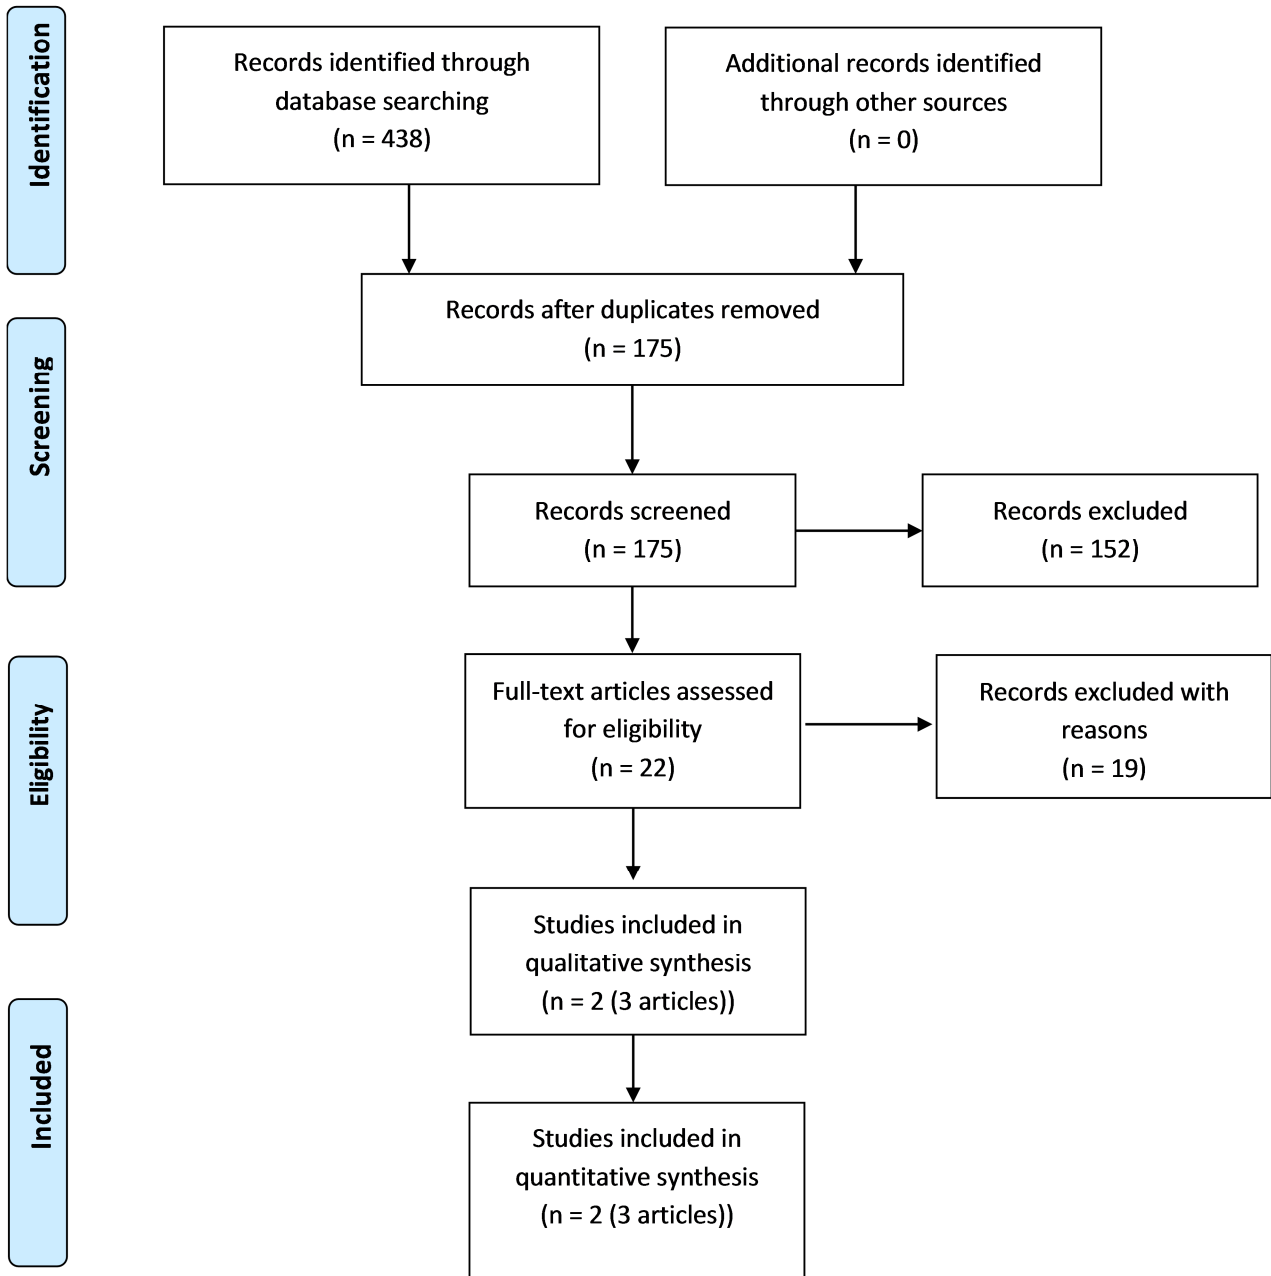 Identification
Records identified through
database searching
(n = 438)
Additional records identified
through other sources
(n = 0)
Records after duplicates removed
(n = 175)
Screening
Records screened
(n = 175)
Records excluded
(n = 152)
Eligibility
Full-text articles assessed
for eligibility
(n = 22)
Records excluded with
reasons
(n = 19)
Studies included in
qualitative synthesis
(n = 2 (3 articles))
Included
Studies included in
quantitative synthesis
(n = 2 (3 articles))